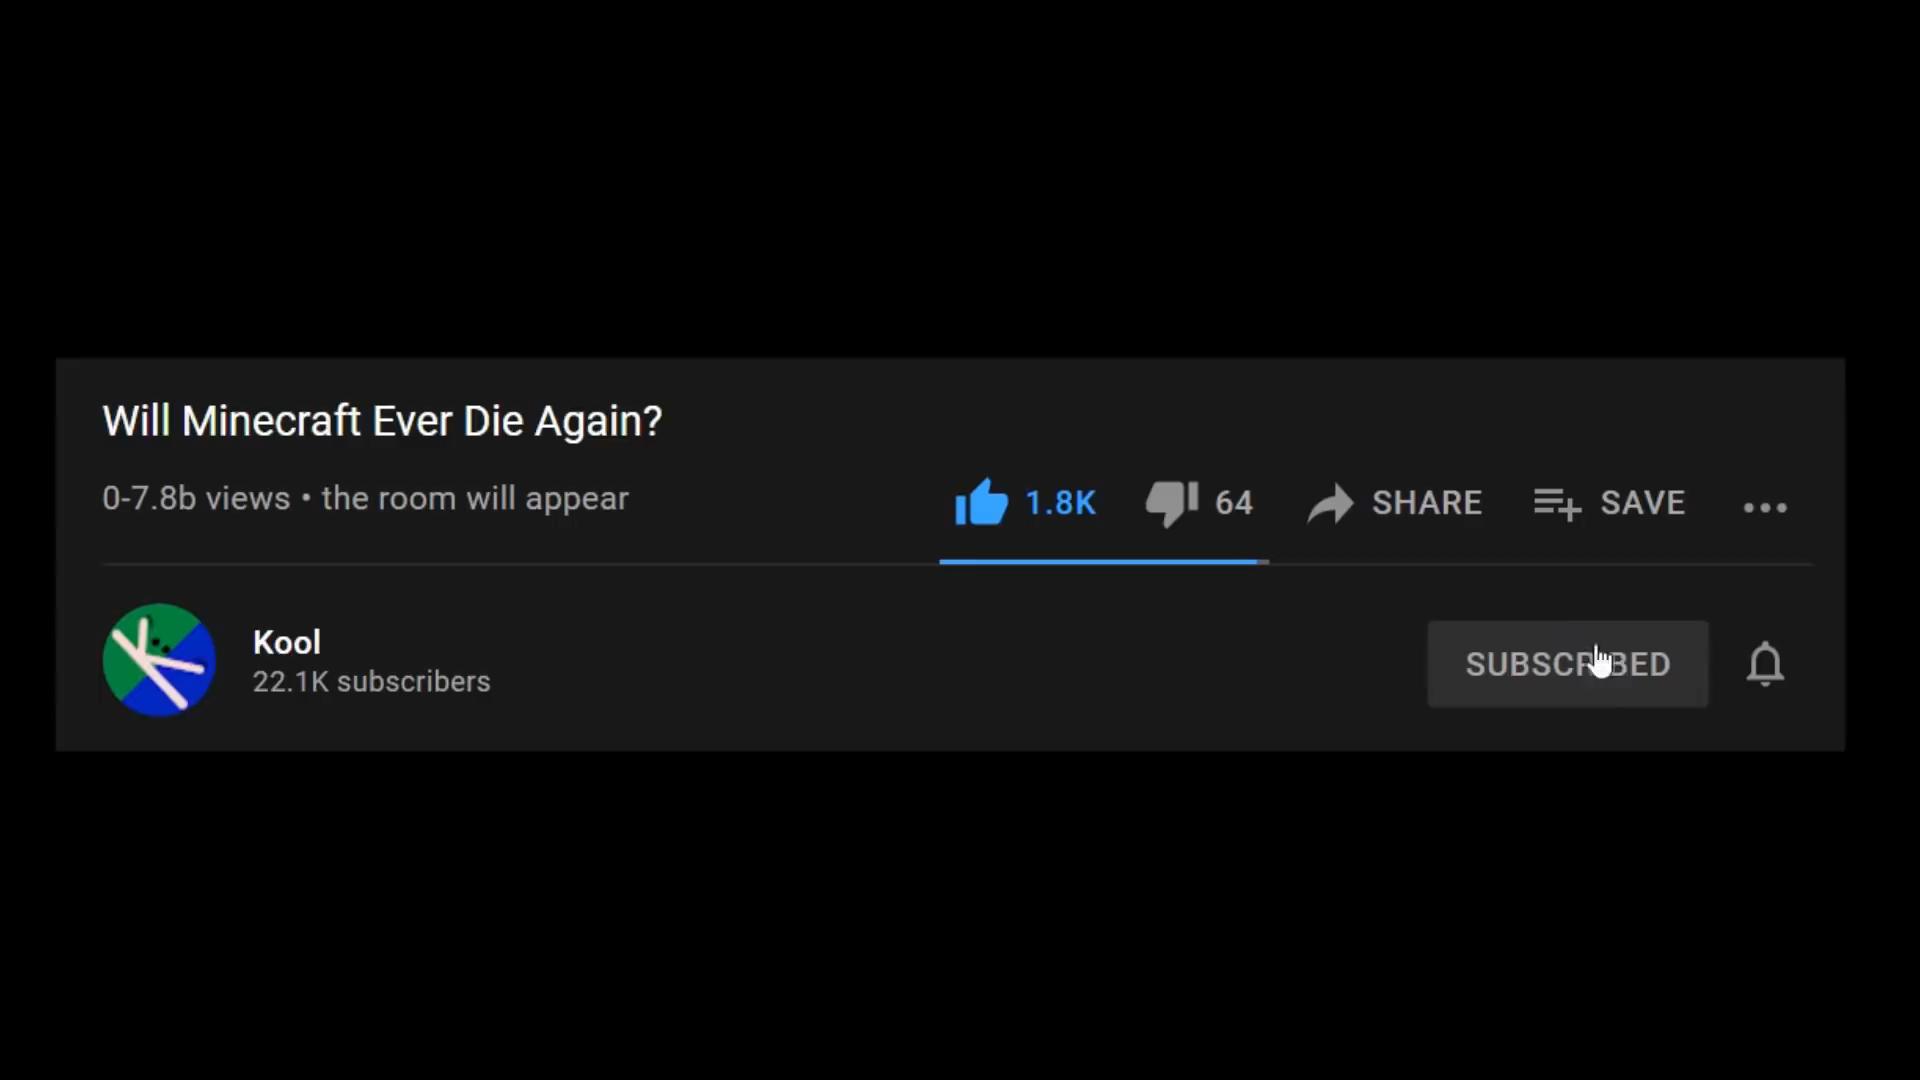 Will Minecraft Ever Die Again?
0-7.8b views • the room will appear
1.8K 64 SHARE SAVE
Kool
22.1K subscribers
SUBSCRIBED